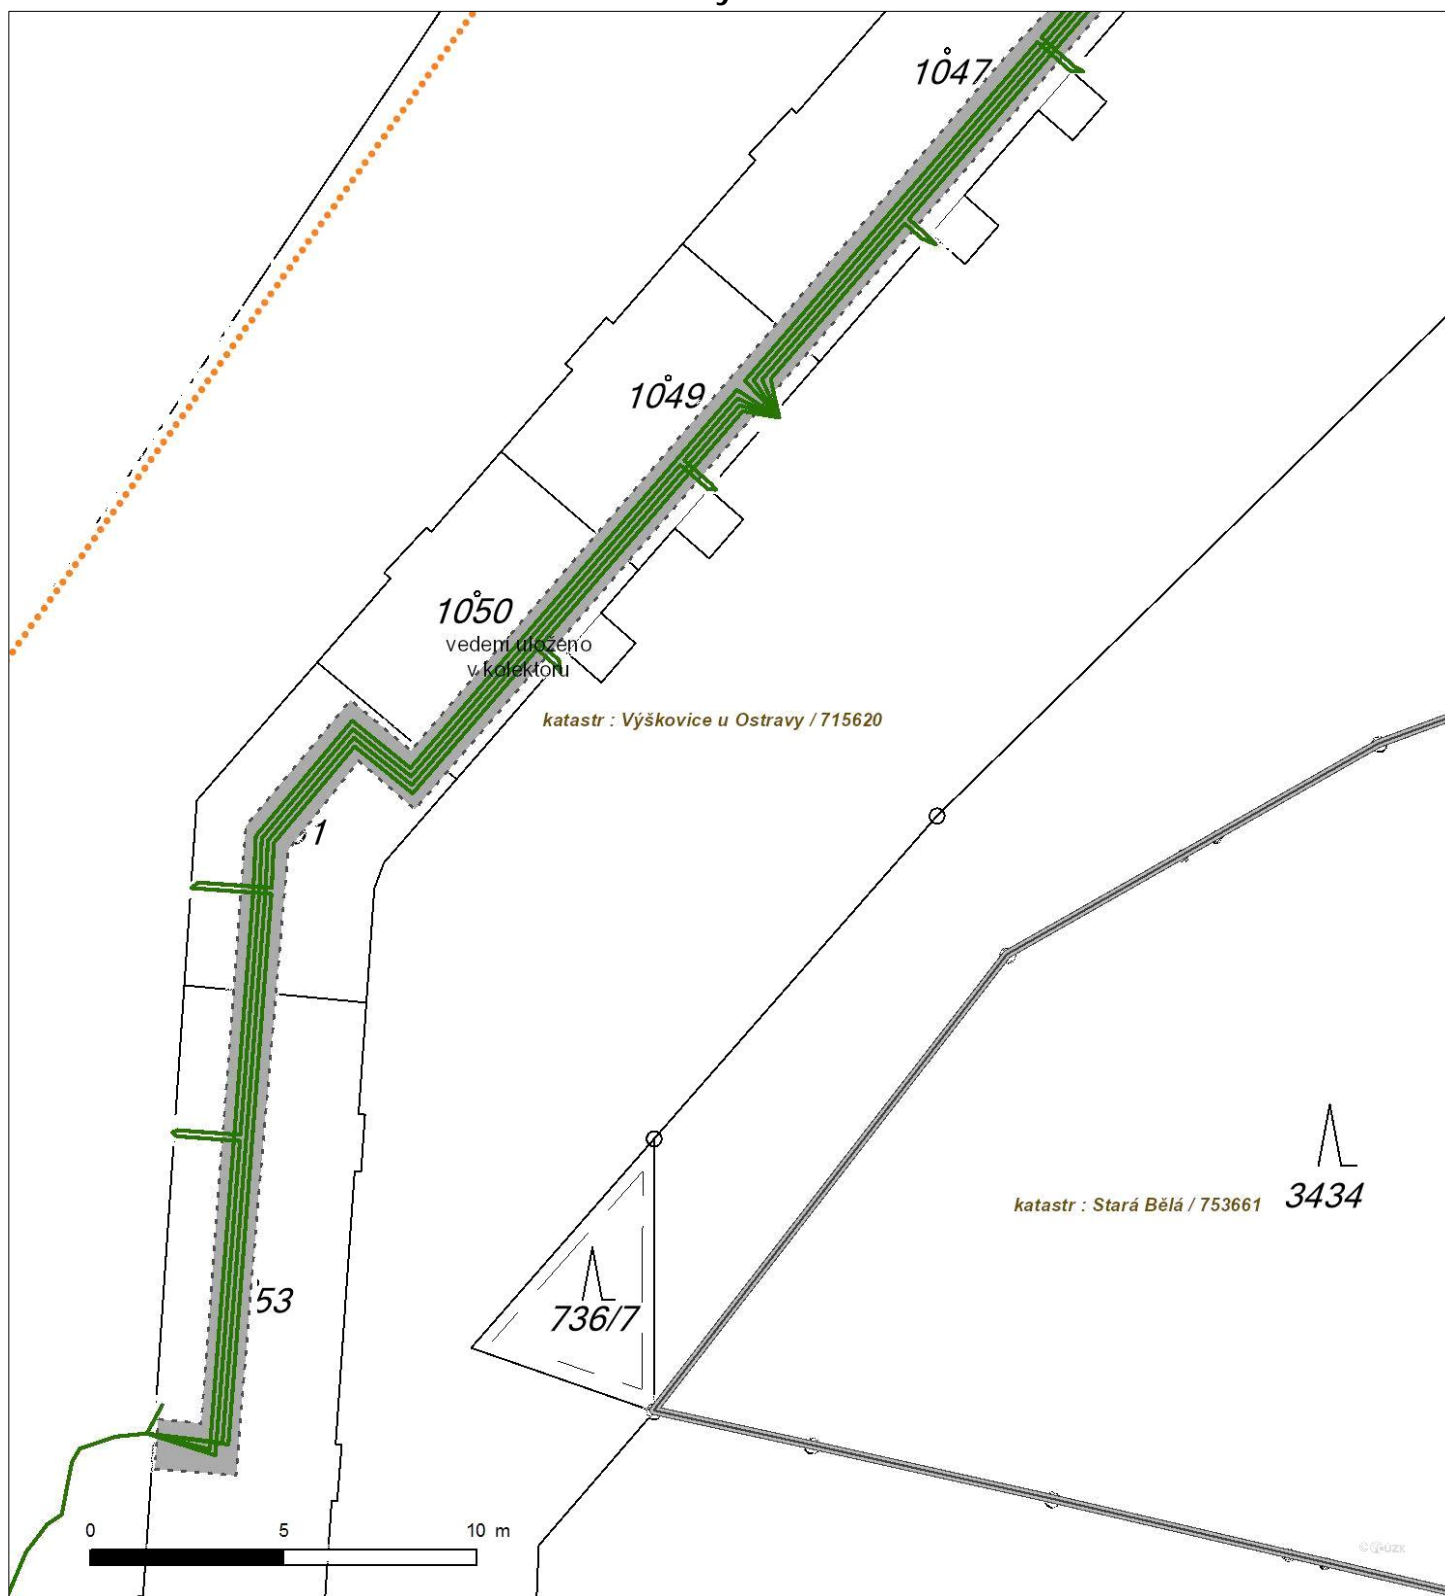 1047
1049
1050
vedení uloženo
v kolektoru
katastr : Výškovice u Ostravy / 715620
1
katastr : Stará Bělá / 753661
3434
53
736/7
0 5 10 m